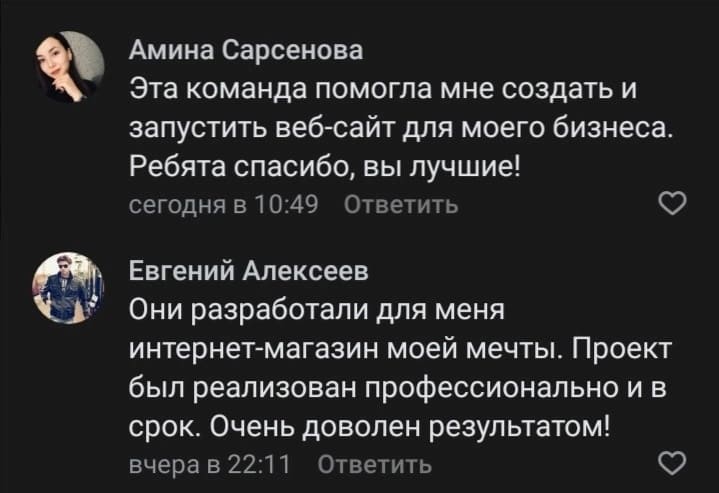 Амина Сарсенова
Эта команда помогла мне создать и
запустить веб-сайт для моего бизнеса.
Ребята спасибо, вы лучшие!
сегодня в 10:49 Ответить
Евгений Алексеев
Они разработали для меня
интернет-магазин моей мечты. Проект
был реализован профессионально и в
срок. Очень доволен результатом!
вчера в 22:11 Ответить